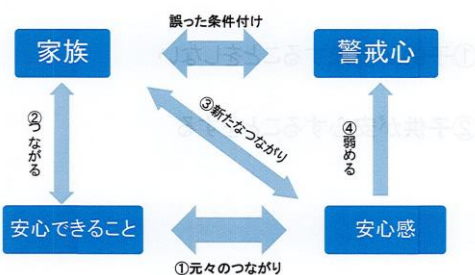 誤った条件付け
家族
警戒心
②つながる
③新たなつながり
④弱める
安心できること
安心感
①元々のつながり